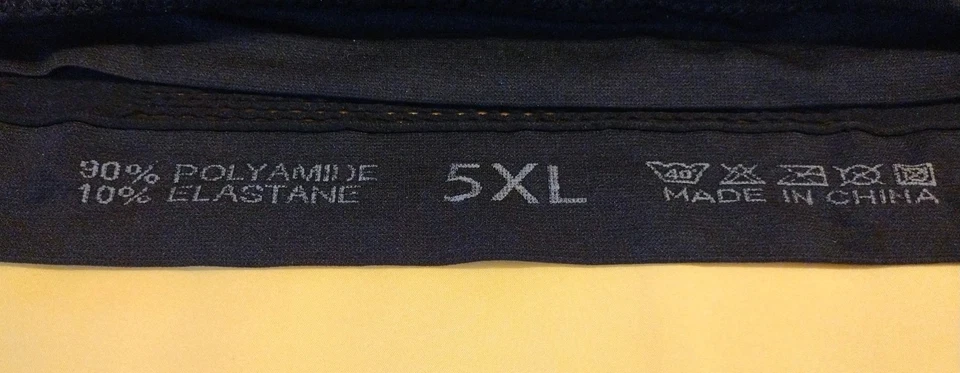 90% POLYAMIDE
10% ELASTANE
5XL
40°
MADE IN CHINA